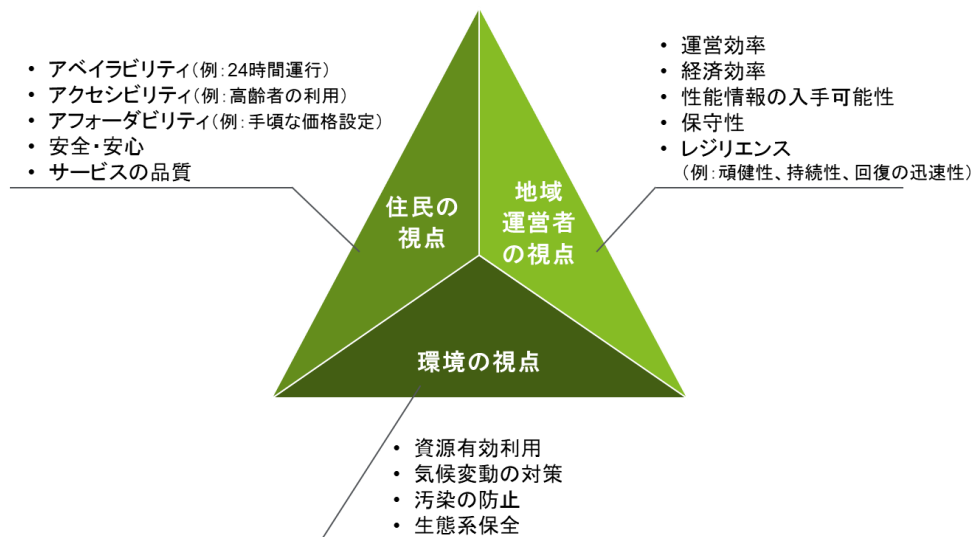 • アベイラビリティ(例:24時間運行)
• アクセシビリティ(例:高齢者の利用)
• アフォーダビリティ(例:手頃な価格設定)
• 安全・安心
• サービスの品質
• 運営効率
• 経済効率
• 性能情報の入手可能性
• 保守性
• レジリエンス
(例:頑健性、持続性、回復の迅速性)
住民の
視点
地域
運営者
の視点
環境の視点
• 資源有効利用
• 気候変動の対策
• 汚染の防止
• 生態系保全